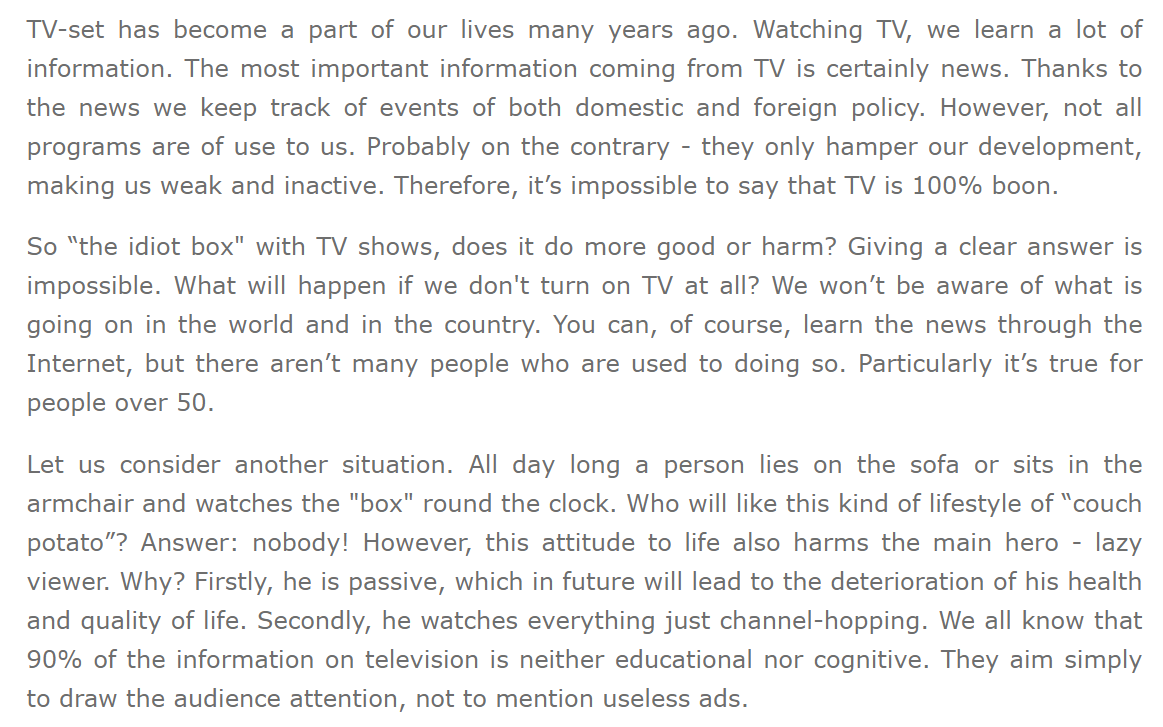 TV-set has become a part of our lives many years ago. Watching TV, we learn a lot of
information. The most important information coming from TV is certainly news. Thanks to
the news we keep track of events of both domestic and foreign policy. However, not all
programs are of use to us. Probably on the contrary - they only hamper our development,
making us weak and inactive. Therefore, it’s impossible to say that TV is 100% boon.
So “the idiot box" with TV shows, does it do more good or harm? Giving a clear answer is
impossible. What will happen if we don't turn on TV at all? We won’t be aware of what is
going on in the world and in the country. You can, of course, learn the news through the
Internet, but there aren’t many people who are used to doing so. Particularly it’s true for
people over 50.
Let us consider another situation. All day long a person lies on the sofa or sits in the
armchair and watches the "box" round the clock. Who will like this kind of lifestyle of “couch
potato”? Answer: nobody! However, this attitude to life also harms the main hero - lazy
viewer. Why? Firstly, he is passive, which in future will lead to the deterioration of his health
and quality of life. Secondly, he watches everything just channel-hopping. We all know that
90% of the information on television is neither educational nor cognitive. They aim simply
to draw the audience attention, not to mention useless ads.